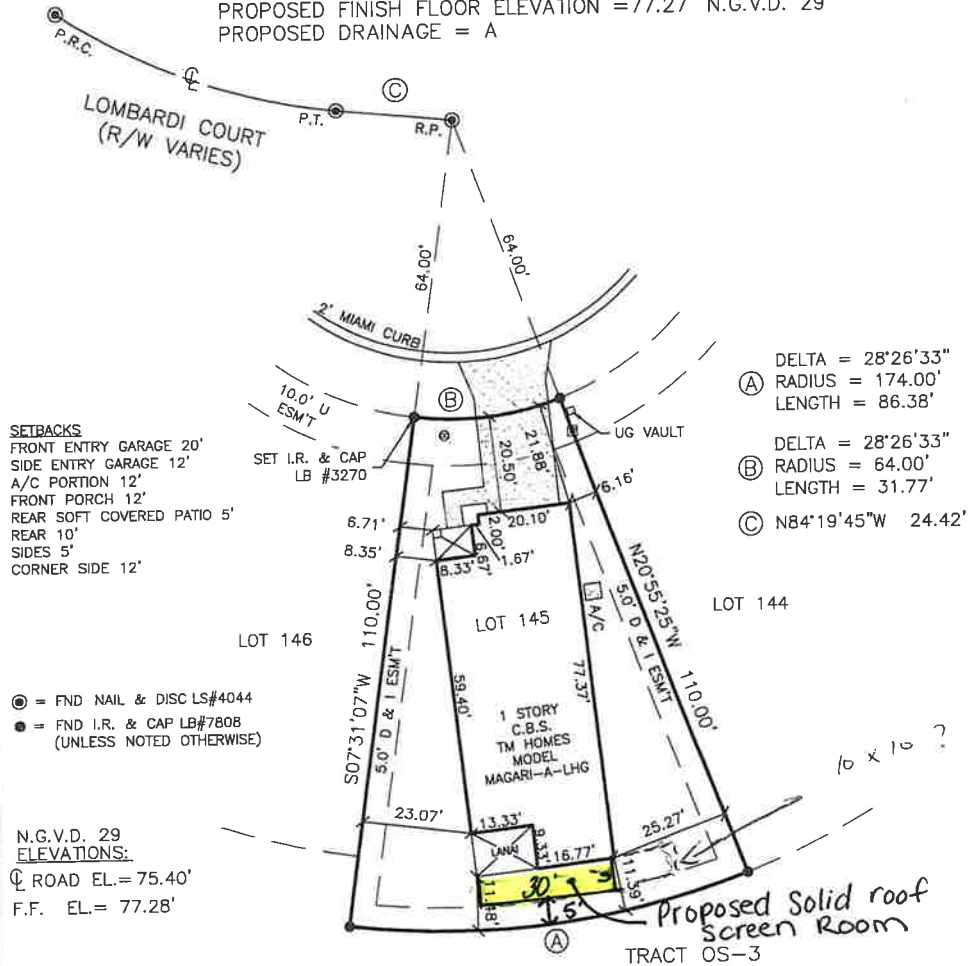 PROPOSED FINISH FLOOR ELEVATION = 77.27' N.G.V.D. 29
PROPOSED DRAINAGE = A
P.R.C.
℄
LOMBARDI COURT
(R/W VARIES)
P.T.
Ⓒ
R.P.
64.00'
64.00'
2' MIAMI CURB
10.0' U
ESM'T
Ⓑ
SET I.R. & CAP
LB #3270
UG VAULT
DELTA = 28°26'33"
Ⓐ RADIUS = 174.00'
LENGTH = 86.38'
DELTA = 28°26'33"
Ⓑ RADIUS = 64.00'
LENGTH = 31.77'
Ⓒ N84°19'45"W 24.42'
SETBACKS
FRONT ENTRY GARAGE 20'
SIDE ENTRY GARAGE 12'
A/C PORTION 12'
FRONT PORCH 12'
REAR SOFT COVERED PATIO 5'
REAR 10'
SIDES 5'
CORNER SIDE 12'
20.50'
21.88'
6.16'
6.71'
8.35'
20.10'
2.00'
6.67'
1.67'
8.33'
A/C
LOT 146
LOT 145
LOT 144
S07°31'07"W 110.00'
5.0' D & I ESM'T
59.40'
77.37'
N20°55'25"W 110.00'
5.0' D & I ESM'T
1 STORY
C.B.S.
TM HOMES
MODEL
MAGARI-A-LHG
= FND NAIL & DISC LS#4044
= FND I.R. & CAP LB#7808
(UNLESS NOTED OTHERWISE)
10 x 10 ?
23.07'
13.33'
LANAI
9.33'
16.77'
25.27'
N.G.V.D. 29
ELEVATIONS:
℄ ROAD EL.= 75.40'
F.F. EL.= 77.28'
11.48'
30'
11.39'
5'
Ⓐ
Proposed Solid roof
Screen Room
TRACT OS-3